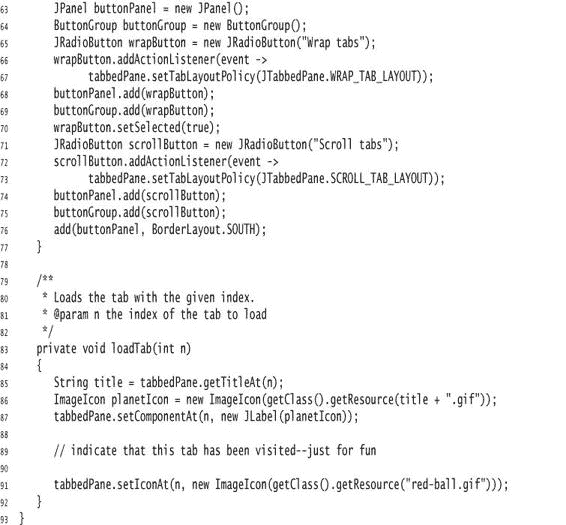 63 JPanel buttonPanel = new JPanel();
64 ButtonGroup buttonGroup = new ButtonGroup();
65 JRadioButton wrapButton = new JRadioButton("Wrap tabs");
66 wrapButton.addActionListener(event ->
67 tabbedPane.setTabLayoutPolicy(JTabbedPane.WRAP_TAB_LAYOUT));
68 buttonPanel.add(wrapButton);
69 buttonGroup.add(wrapButton);
70 wrapButton.setSelected(true);
71 JRadioButton scrollButton = new JRadioButton("Scroll tabs");
72 scrollButton.addActionListener(event ->
73 tabbedPane.setTabLayoutPolicy(JTabbedPane.SCROLL_TAB_LAYOUT));
74 buttonPanel.add(scrollButton);
75 buttonGroup.add(scrollButton);
76 add(buttonPanel, BorderLayout.SOUTH);
77 }
78
79 /**
80 * Loads the tab with the given index.
81 * @param n the index of the tab to load
82 */
83 private void loadTab(int n)
84 {
85 String title = tabbedPane.getTitleAt(n);
86 ImageIcon planetIcon = new ImageIcon(getClass().getResource(title + ".gif"));
87 tabbedPane.setComponentAt(n, new JLabel(planetIcon));
88
89 // indicate that this tab has been visited--just for fun
90
91 tabbedPane.setIconAt(n, new ImageIcon(getClass().getResource("red-ball.gif")));
92 }
93 }